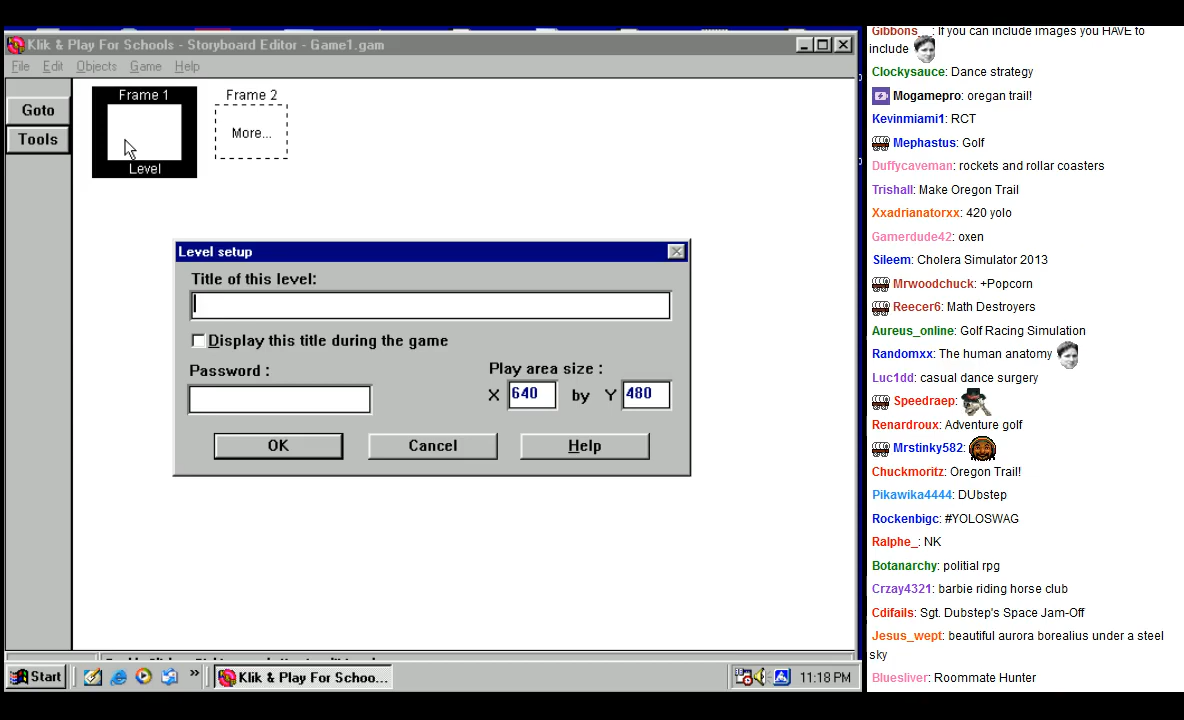 Klik & Play For Schools - Storyboard Editor - Game1.gam
File Edit Objects Game Help
Goto
Tools
Frame 1
Level
Frame 2
More...
Level setup
Title of this level:
Display this title during the game
Password :
Play area size :
X 640 by Y 480
OK Cancel Help
Start
»
Klik & Play For Schoo...
11:18 PM
Gibbons_: If you can include images you HAVE to
include
Clockysauce: Dance strategy
Mogamepro: oregan trail!
Kevinmiami1: RCT
Mephastus: Golf
Duffycaveman: rockets and rollar coasters
Trishall: Make Oregon Trail
Xxadrianatorxx: 420 yolo
Gamerdude42: oxen
Sileem: Cholera Simulator 2013
Mrwoodchuck: +Popcorn
Reecer6: Math Destroyers
Aureus_online: Golf Racing Simulation
Randomxx: The human anatomy
Luc1dd: casual dance surgery
Speedraep:
Renardroux: Adventure golf
Mrstinky582:
Chuckmoritz: Oregon Trail!
Pikawika4444: DUbstep
Rockenbigc: #YOLOSWAG
Ralphe_: NK
Botanarchy: politial rpg
Crzay4321: barbie riding horse club
Cdifails: Sgt. Dubstep's Space Jam-Off
Jesus_wept: beautiful aurora borealius under a steel
sky
Bluesliver: Roommate Hunter